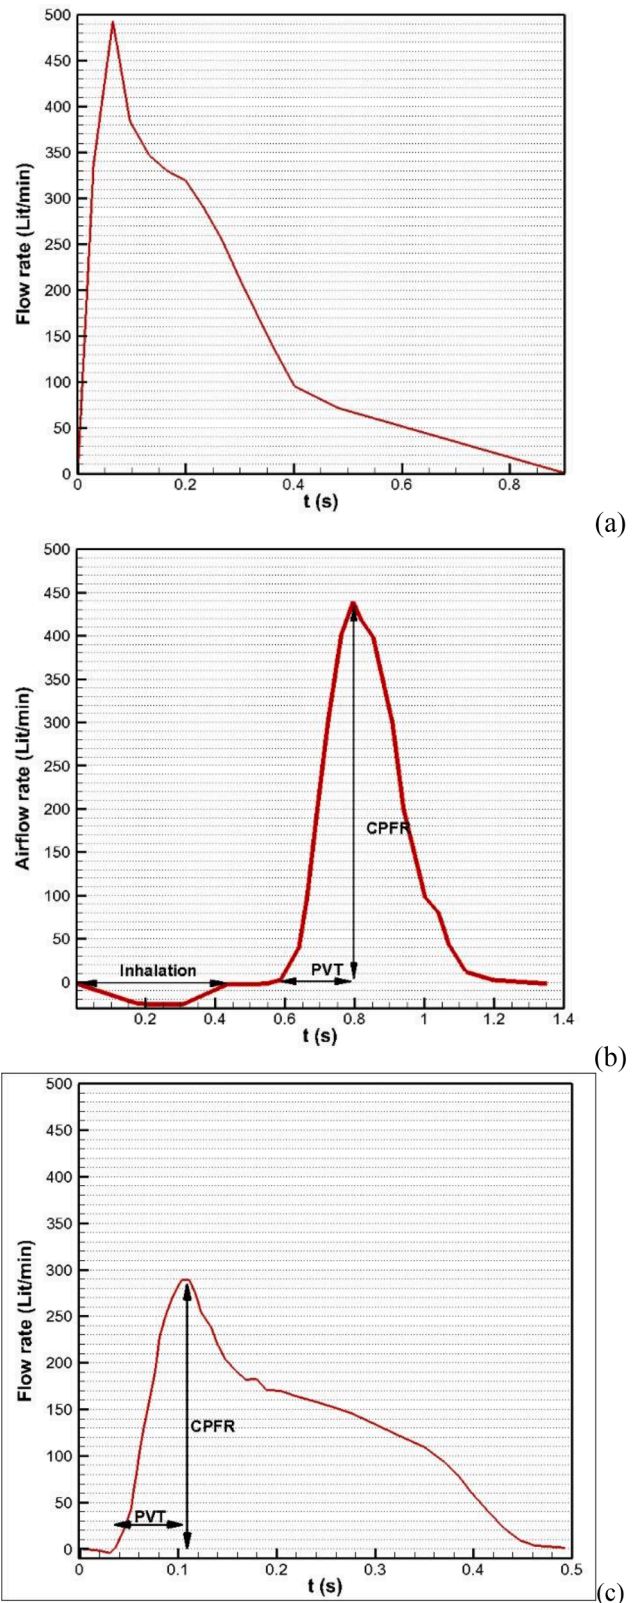 500
450
400
350
300
250
200
150
100
50
0
Flow rate (Lit/min)
0 0.2 0.4 0.6 0.8
t (s)
(a)
500
450
400
350
300
250
200
150
100
50
0
Airflow rate (Lit/min)
CPFR
Inhalation
PVT
0.2 0.4 0.6 0.8 1 1.2 1.4
t (s)
(b)
500
450
400
350
300
250
200
150
100
50
0
Flow rate (Lit/min)
CPFR
PVT
0 0.1 0.2 0.3 0.4 0.5
t (s)
(c)